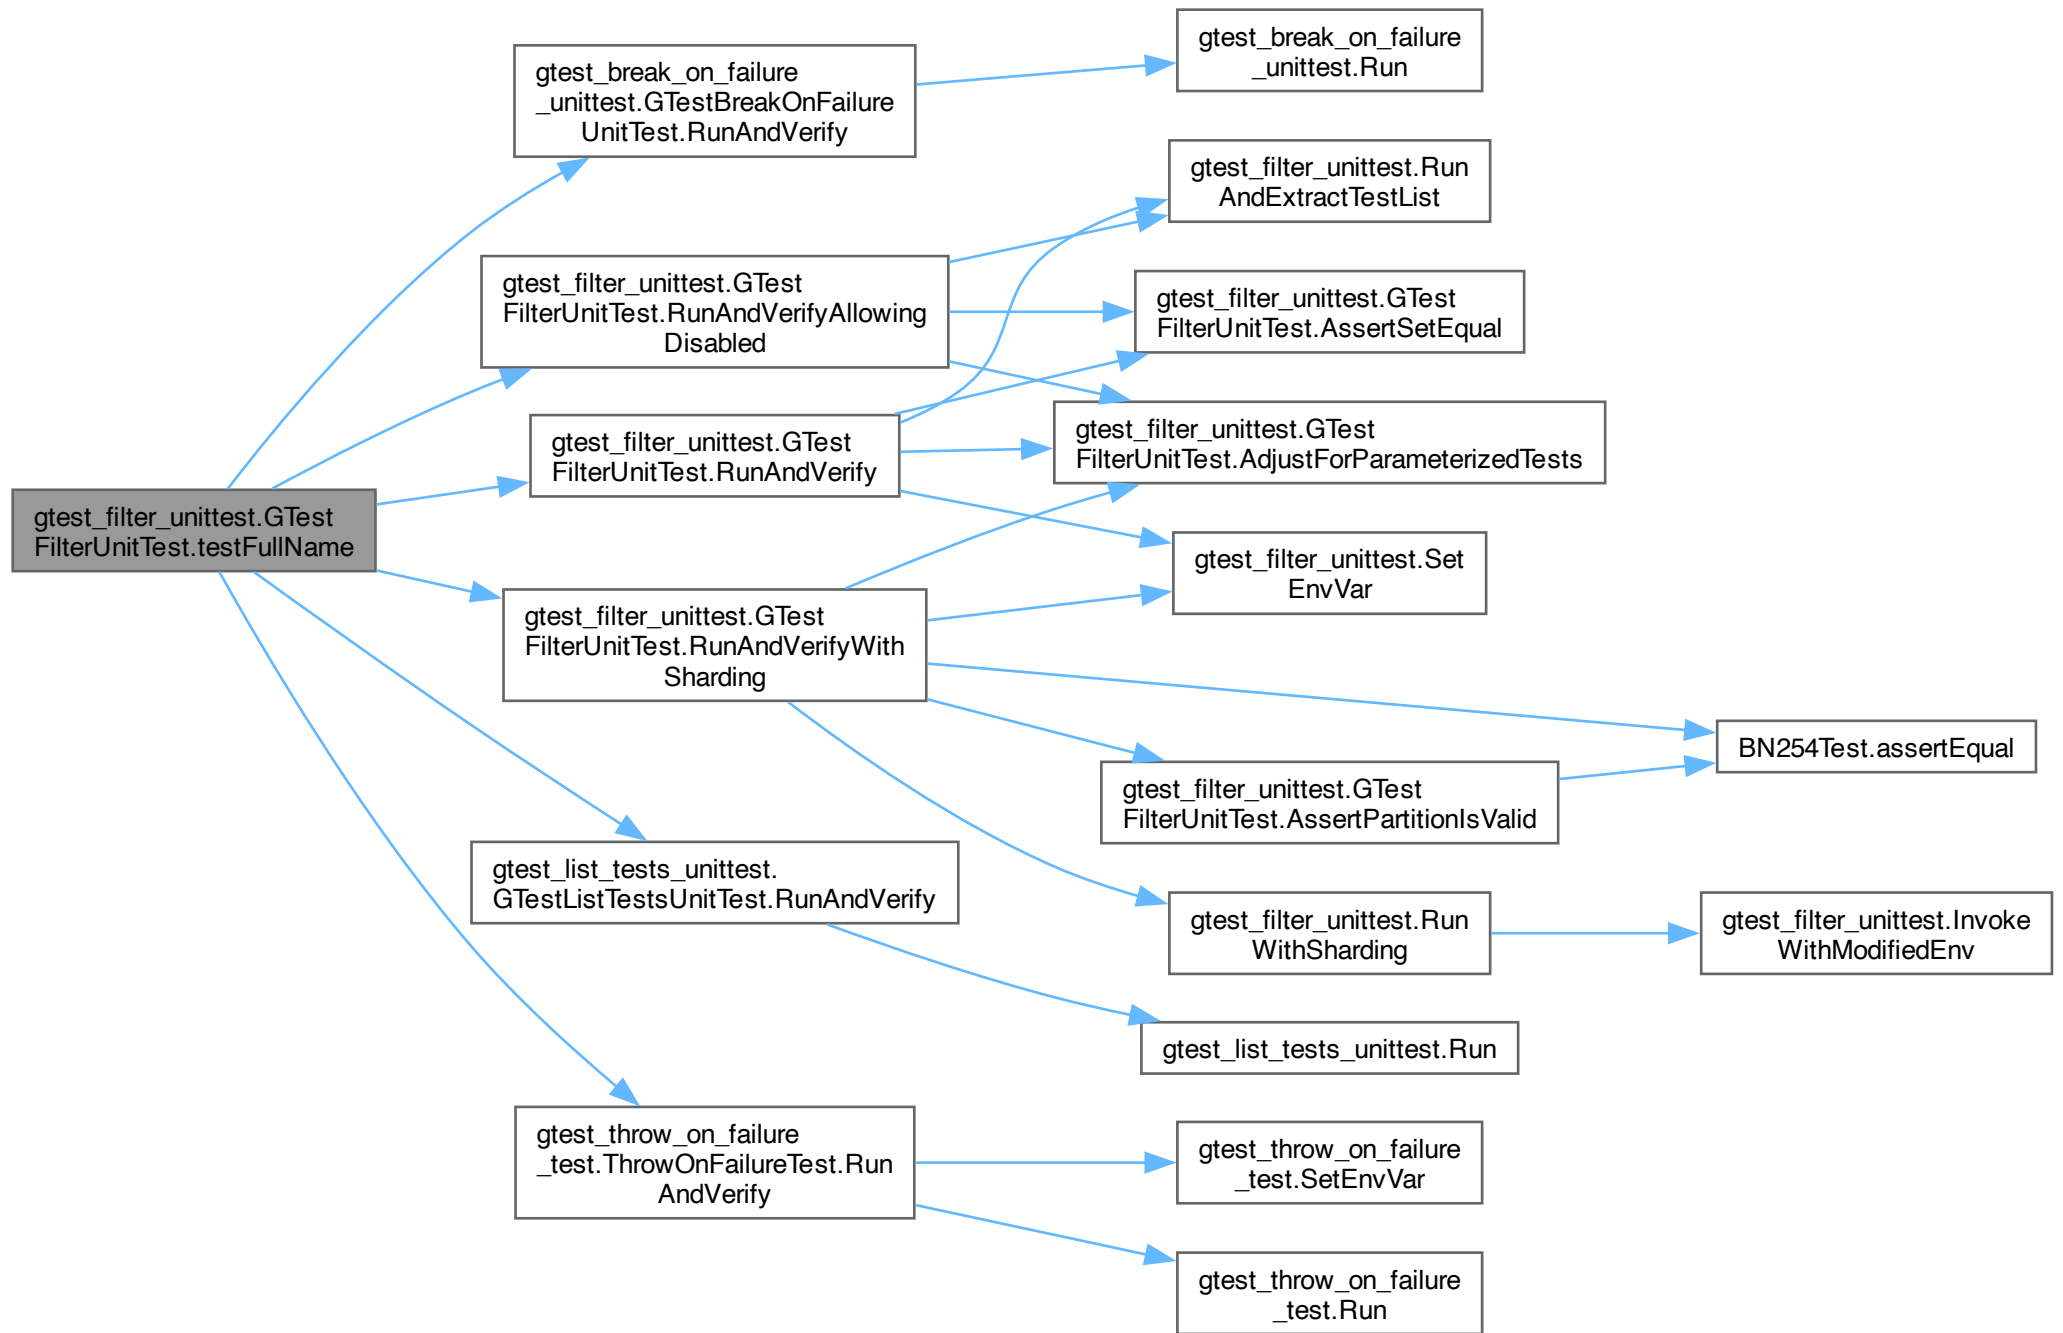 gtest_filter_unittest.GTest
FilterUnitTest.testFullName
gtest_break_on_failure
_unittest.GTestBreakOnFailure
UnitTest.RunAndVerify
gtest_filter_unittest.GTest
FilterUnitTest.RunAndVerifyAllowing
Disabled
gtest_filter_unittest.GTest
FilterUnitTest.RunAndVerify
gtest_filter_unittest.GTest
FilterUnitTest.RunAndVerifyWith
Sharding
gtest_list_tests_unittest.
GTestListTestsUnitTest.RunAndVerify
gtest_throw_on_failure
_test.ThrowOnFailureTest.Run
AndVerify
gtest_break_on_failure
_unittest.Run
gtest_filter_unittest.Run
AndExtractTestList
gtest_filter_unittest.GTest
FilterUnitTest.AssertSetEqual
gtest_filter_unittest.GTest
FilterUnitTest.AdjustForParameterizedTests
gtest_filter_unittest.Set
EnvVar
gtest_filter_unittest.GTest
FilterUnitTest.AssertPartitionIsValid
gtest_filter_unittest.Run
WithSharding
gtest_list_tests_unittest.Run
gtest_throw_on_failure
_test.SetEnvVar
gtest_throw_on_failure
_test.Run
BN254Test.assertEqual
gtest_filter_unittest.Invoke
WithModifiedEnv